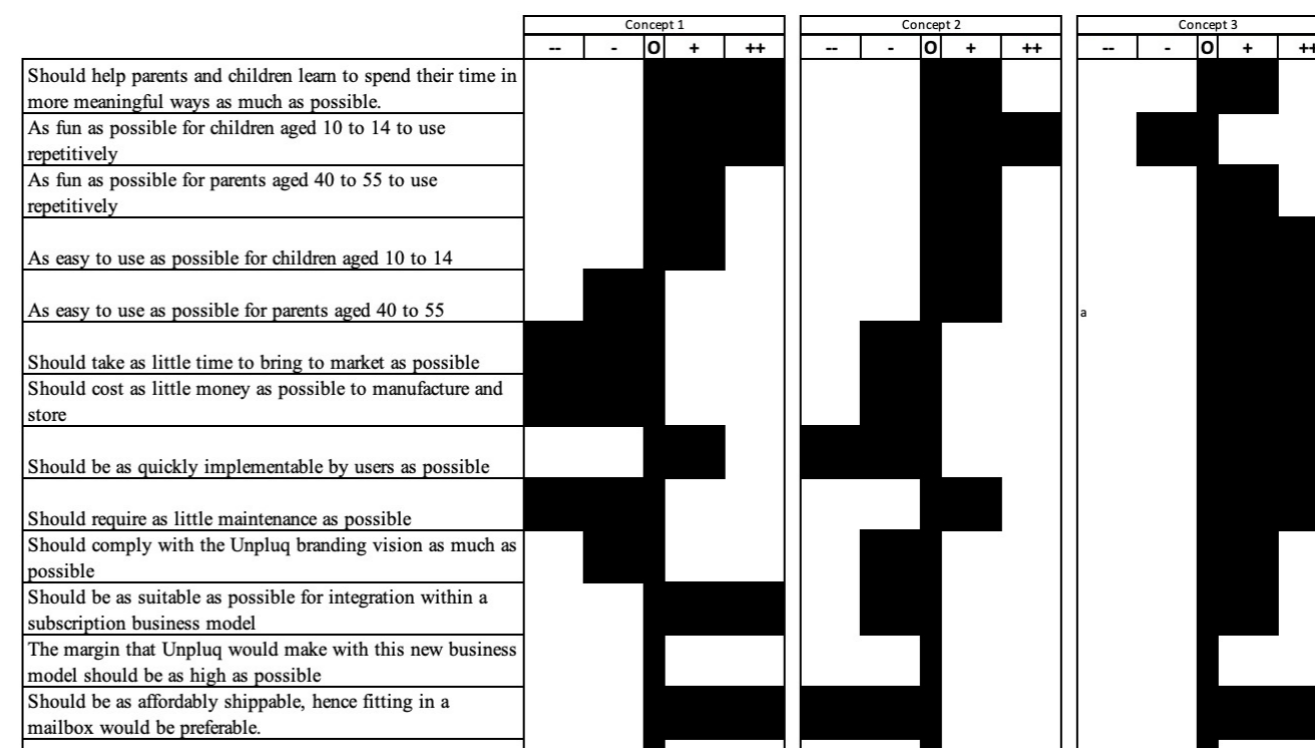 Concept 1 Concept 2 Concept 3
-- - O + ++ -- - O + ++ -- - O + ++
Should help parents and children learn to spend their time in
more meaningful ways as much as possible.
As fun as possible for children aged 10 to 14 to use
repetitively
As fun as possible for parents aged 40 to 55 to use
repetitively
As easy to use as possible for children aged 10 to 14
As easy to use as possible for parents aged 40 to 55 a
Should take as little time to bring to market as possible
Should cost as little money as possible to manufacture and
store
Should be as quickly implementable by users as possible
Should require as little maintenance as possible
Should comply with the Unpluq branding vision as much as
possible
Should be as suitable as possible for integration within a
subscription business model
The margin that Unpluq would make with this new business
model should be as high as possible
Should be as affordably shippable, hence fitting in a
mailbox would be preferable.